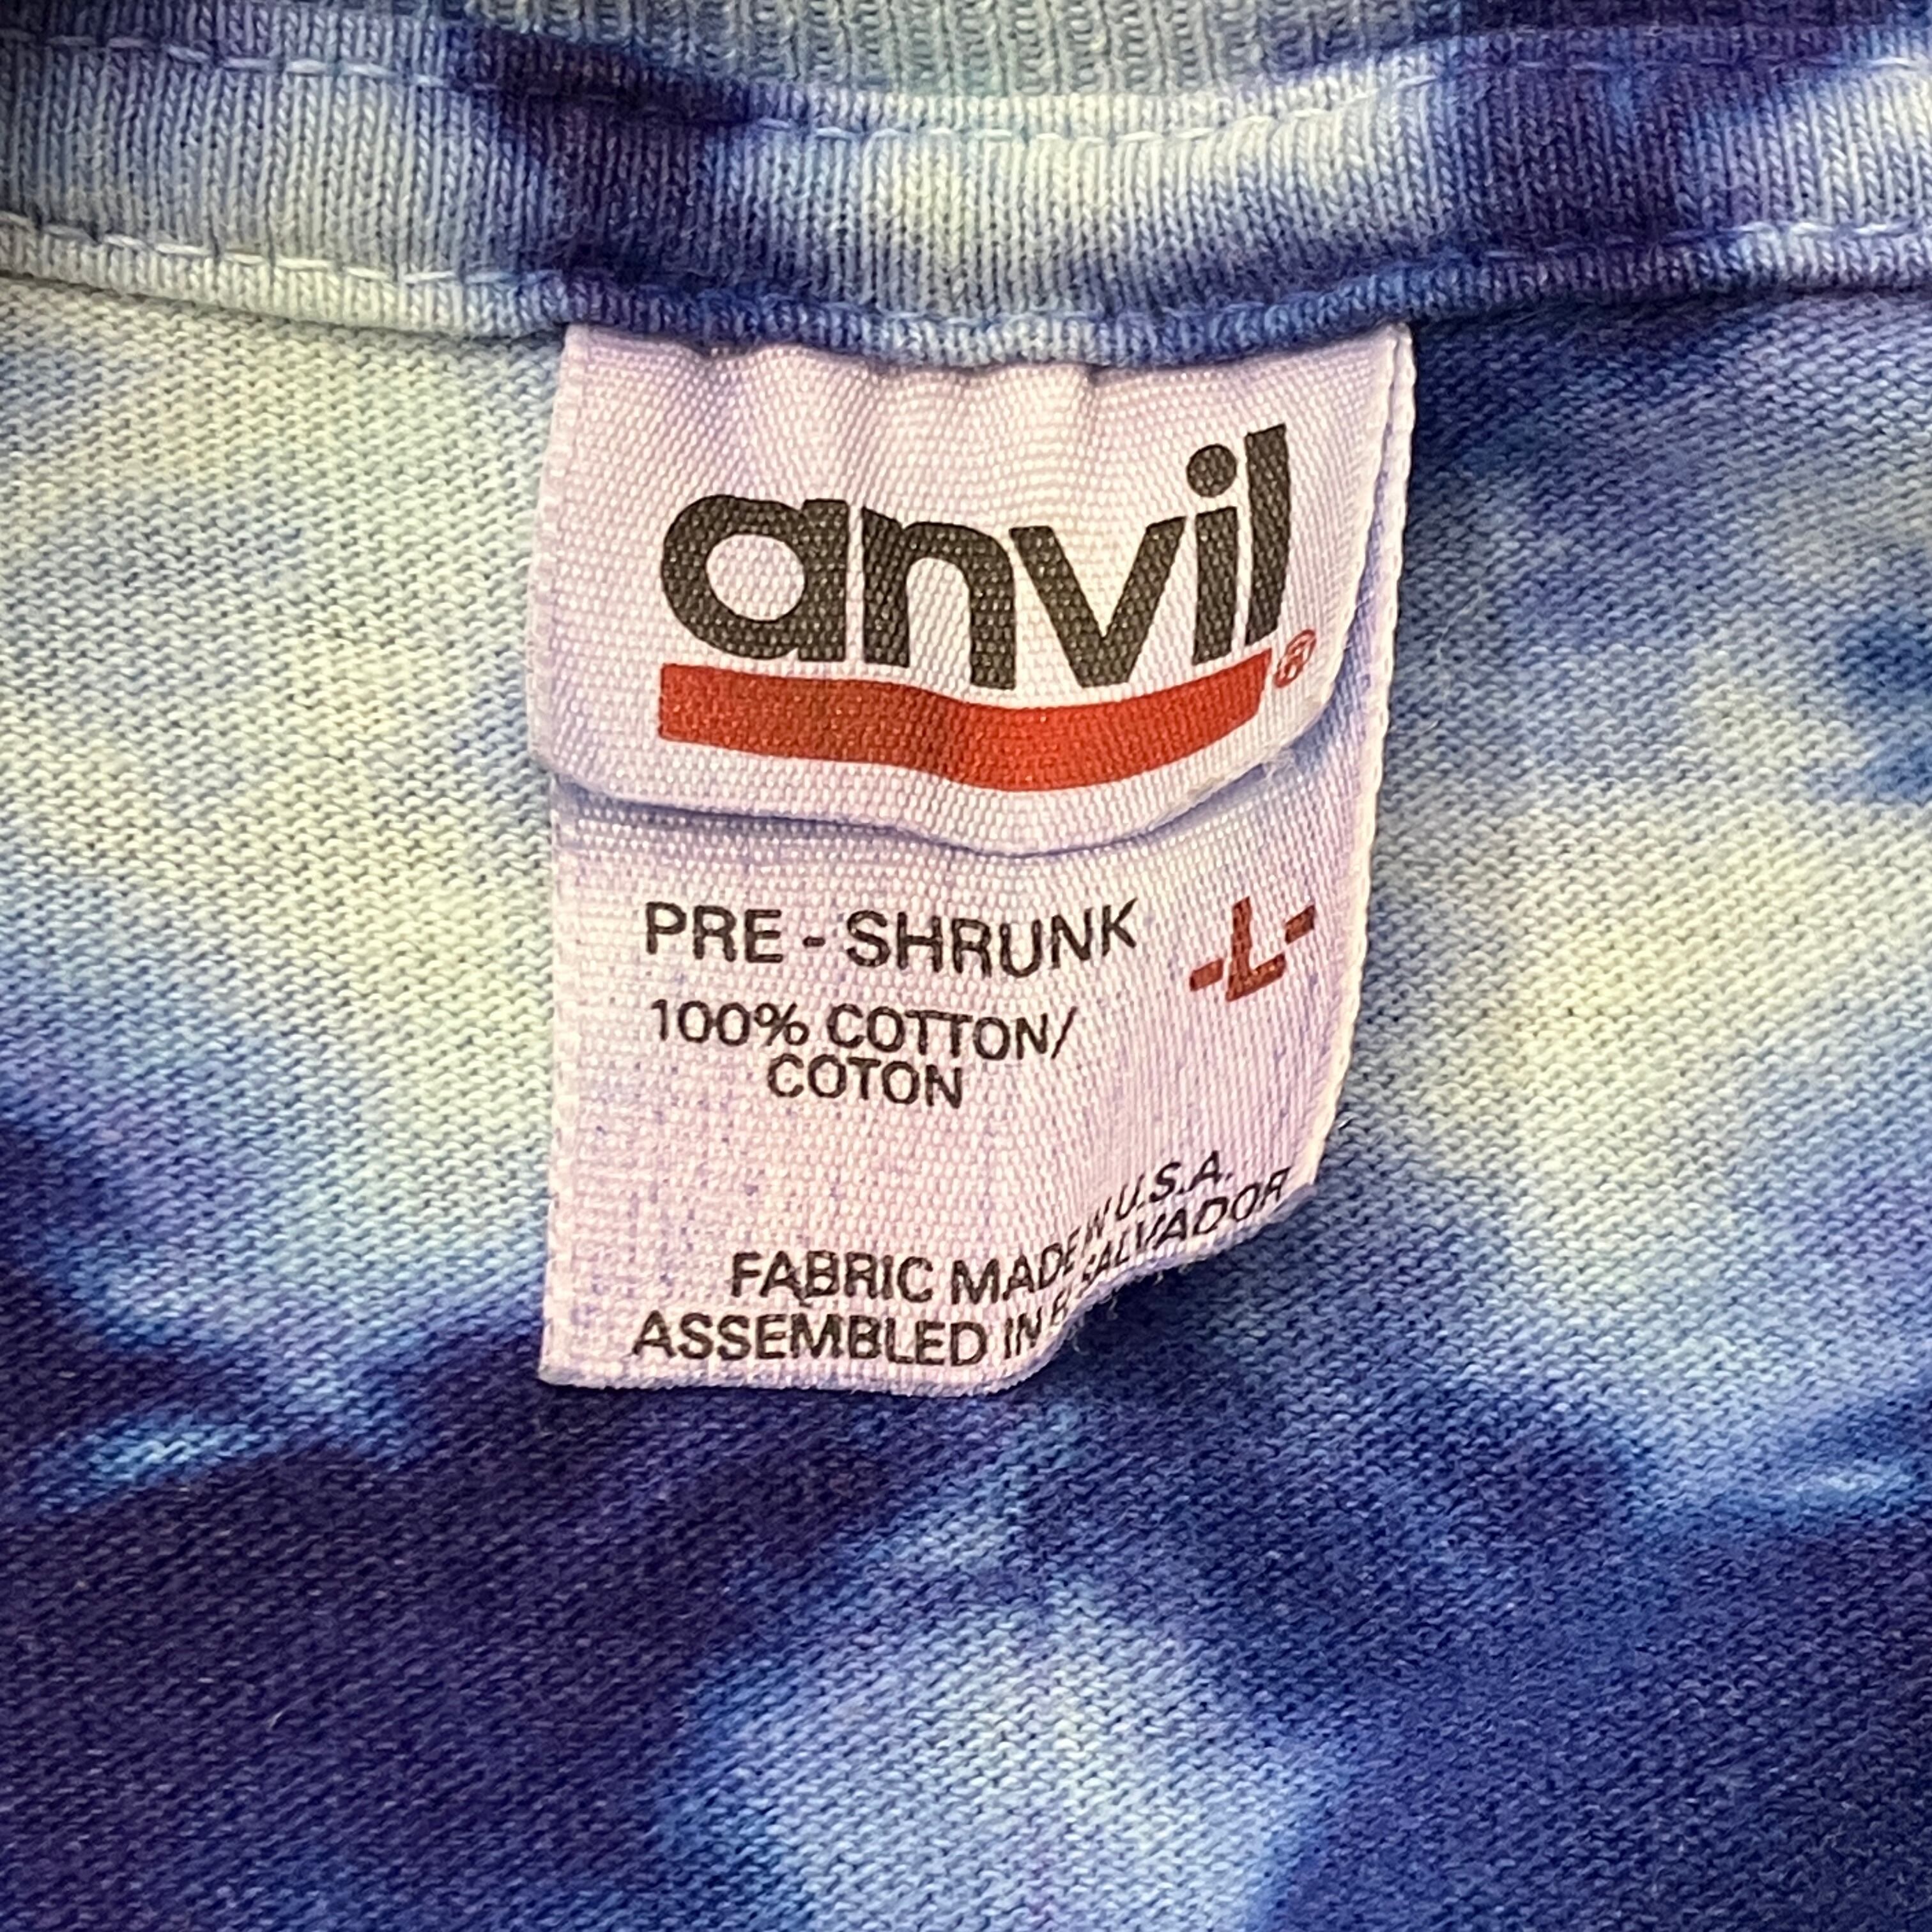 anvil®
PRE - SHRUNK -L-
100% COTTON/
COTON
FABRIC MADE IN U.S.A.
ASSEMBLED IN EL SALVADOR